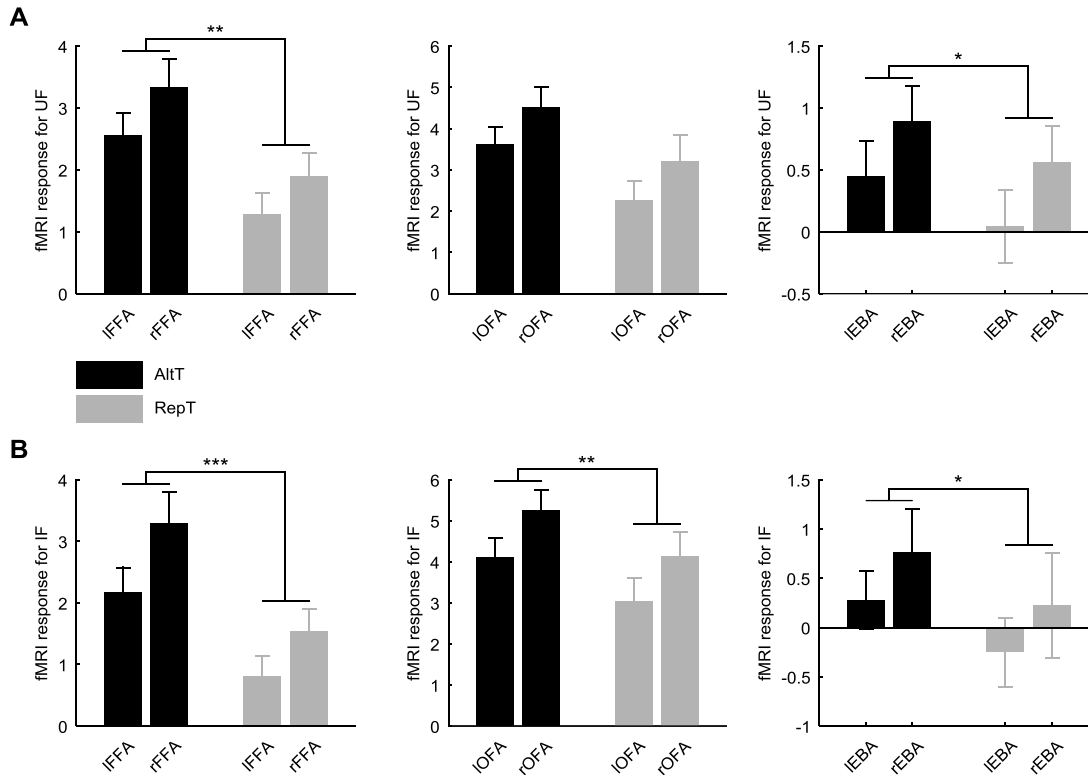 A
fMRI response for UF
4
3
2
1
0
**
lFFA
rFFA
lFFA
rFFA
fMRI response for UF
6
5
4
3
2
1
0
lOFA
rOFA
lOFA
rOFA
fMRI response for UF
1.5
1
0.5
0
-0.5
*
lEBA
rEBA
lEBA
rEBA
AltT
RepT
B
fMRI response for IF
4
3
2
1
0
***
lFFA
rFFA
lFFA
rFFA
fMRI response for IF
6
5
4
3
2
1
0
**
lOFA
rOFA
lOFA
rOFA
fMRI response for IF
1.5
1
0.5
0
-0.5
-1
*
lEBA
rEBA
lEBA
rEBA